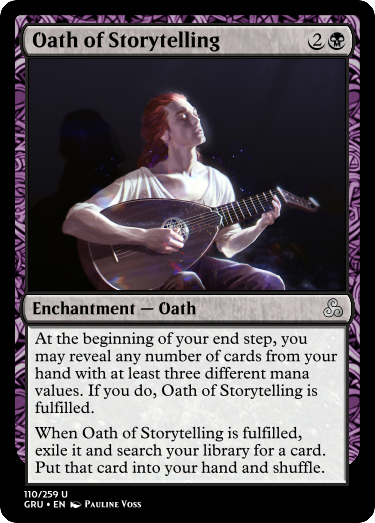 Oath of Storytelling 2
Enchantment — Oath
At the beginning of your end step, you
may reveal any number of cards from your
hand with at least three different mana
values. If you do, Oath of Storytelling is
fulfilled.
When Oath of Storytelling is fulfilled,
exile it and search your library for a card.
Put that card into your hand and shuffle.
110/259 U
GRU • EN Pauline Voss